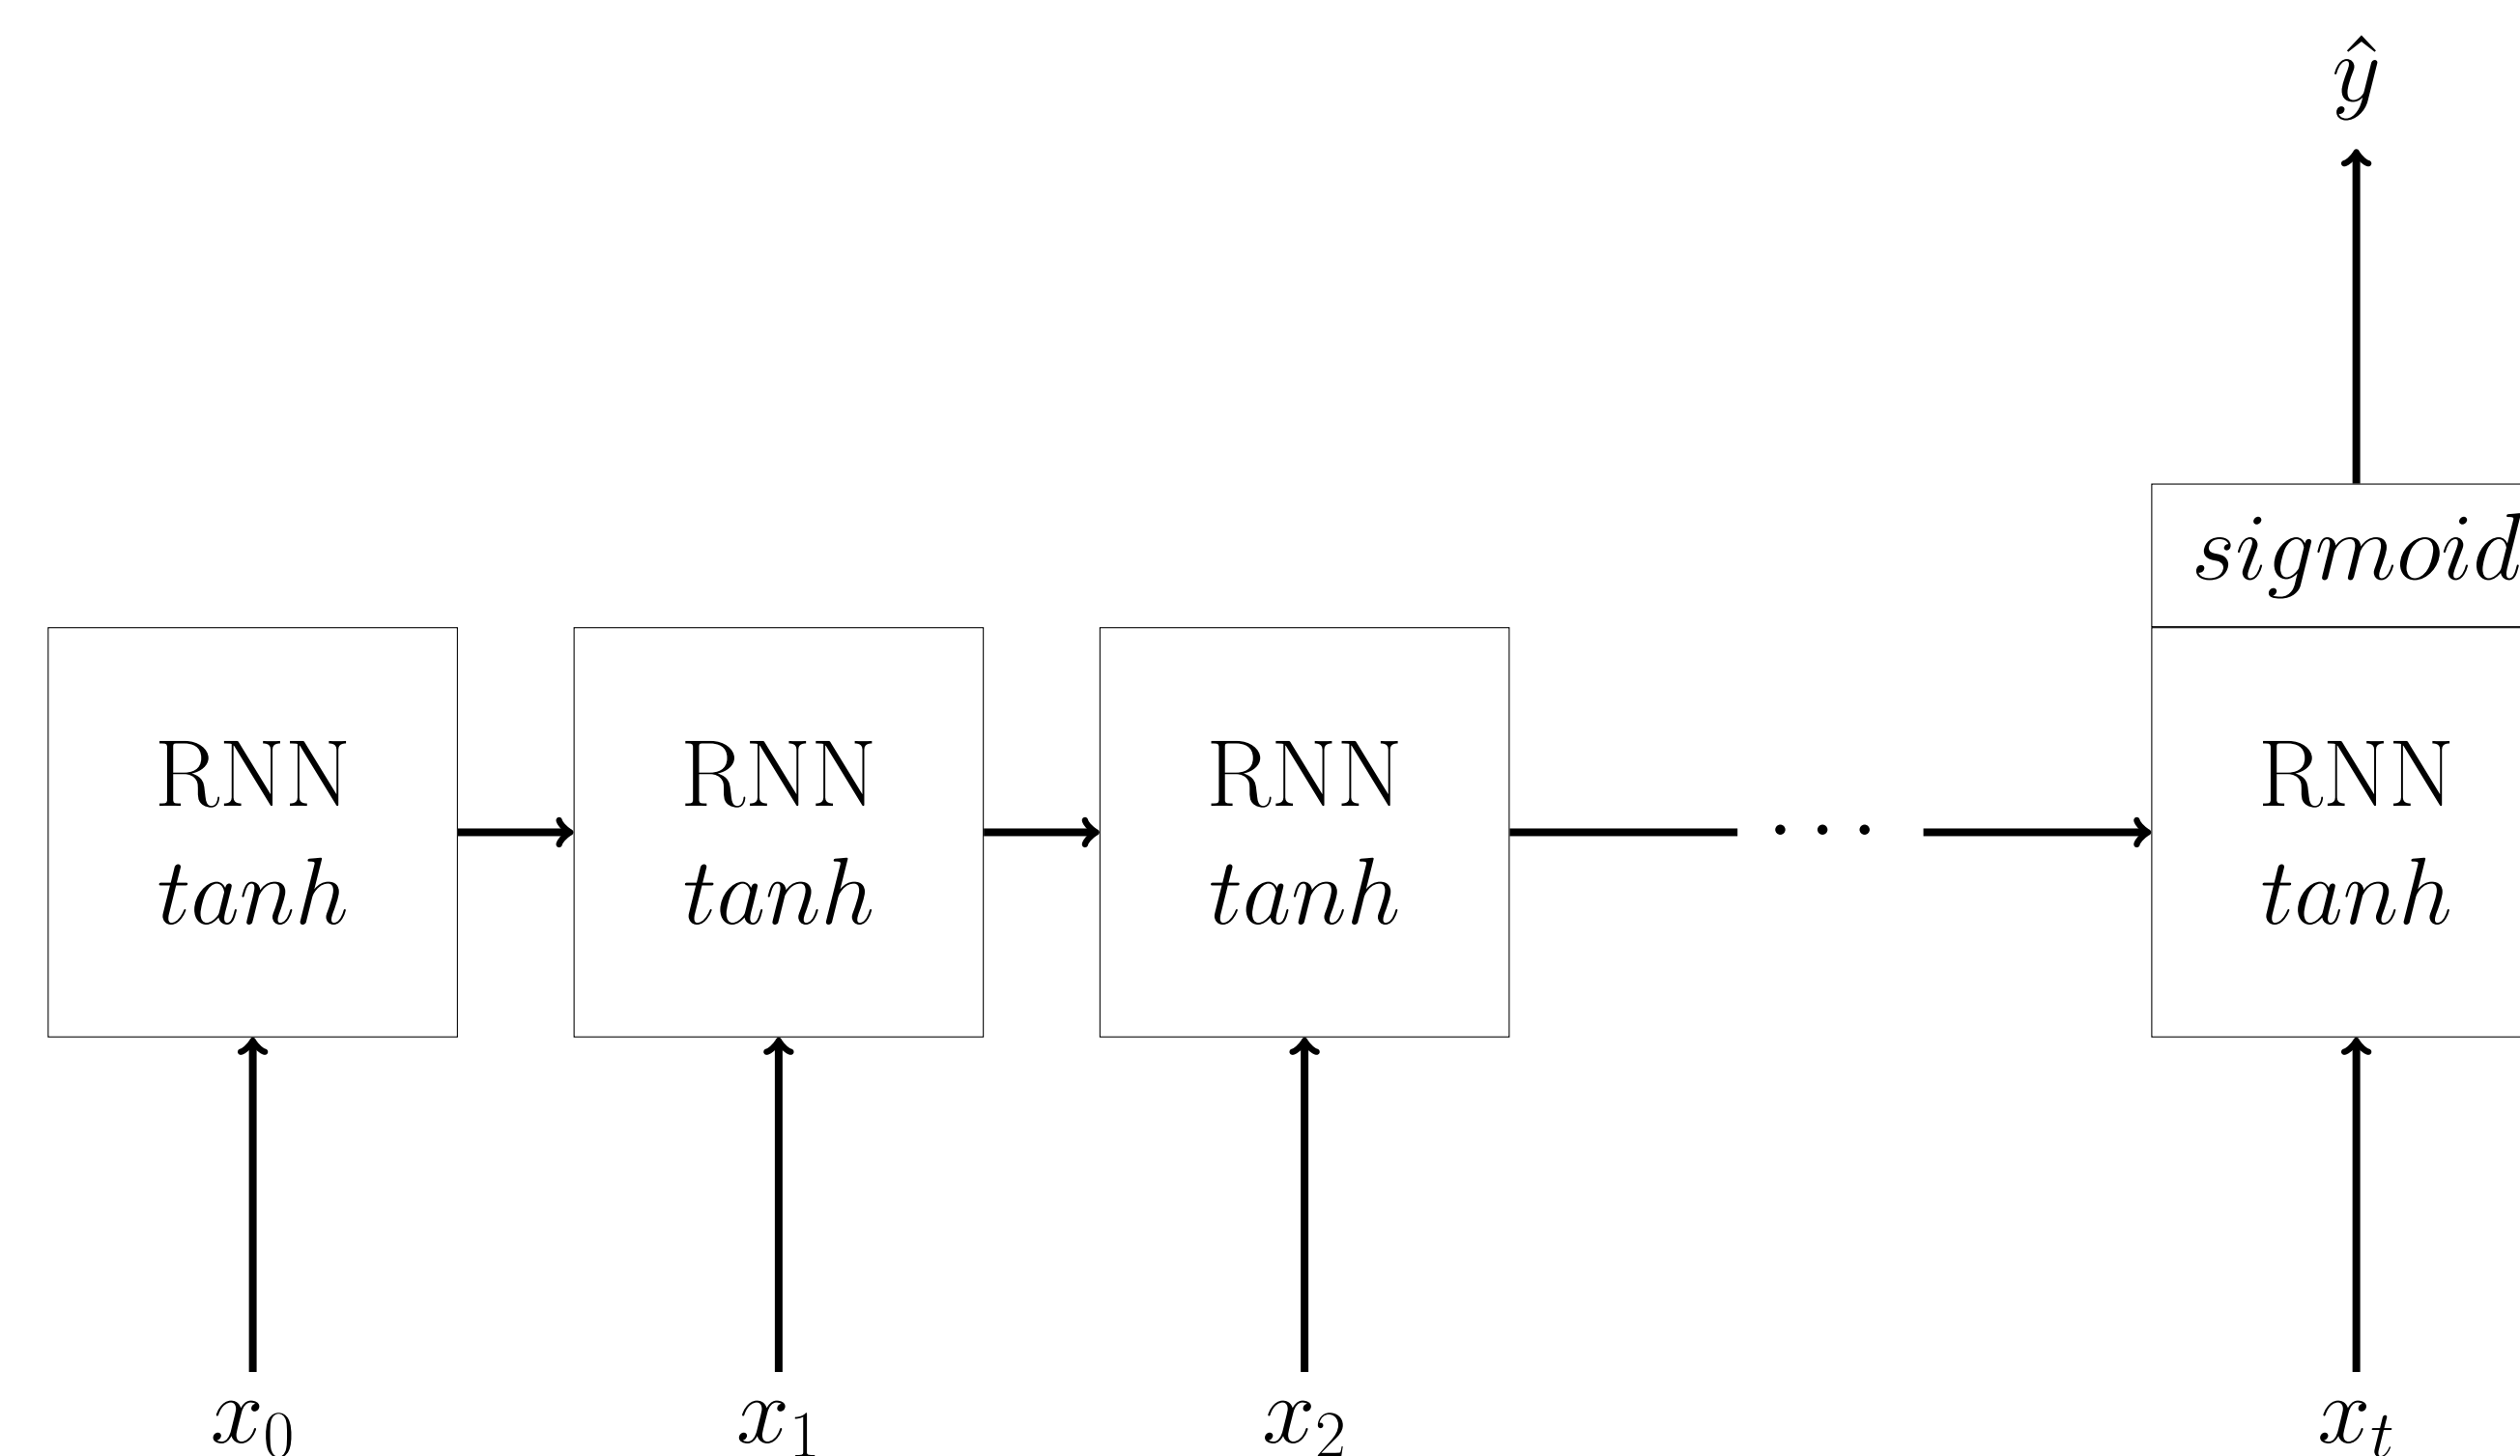 ŷ
sigmoid
RNN RNN RNN RNN
tanh tanh tanh ... tanh
x₀ x₁ x₂ xₜ